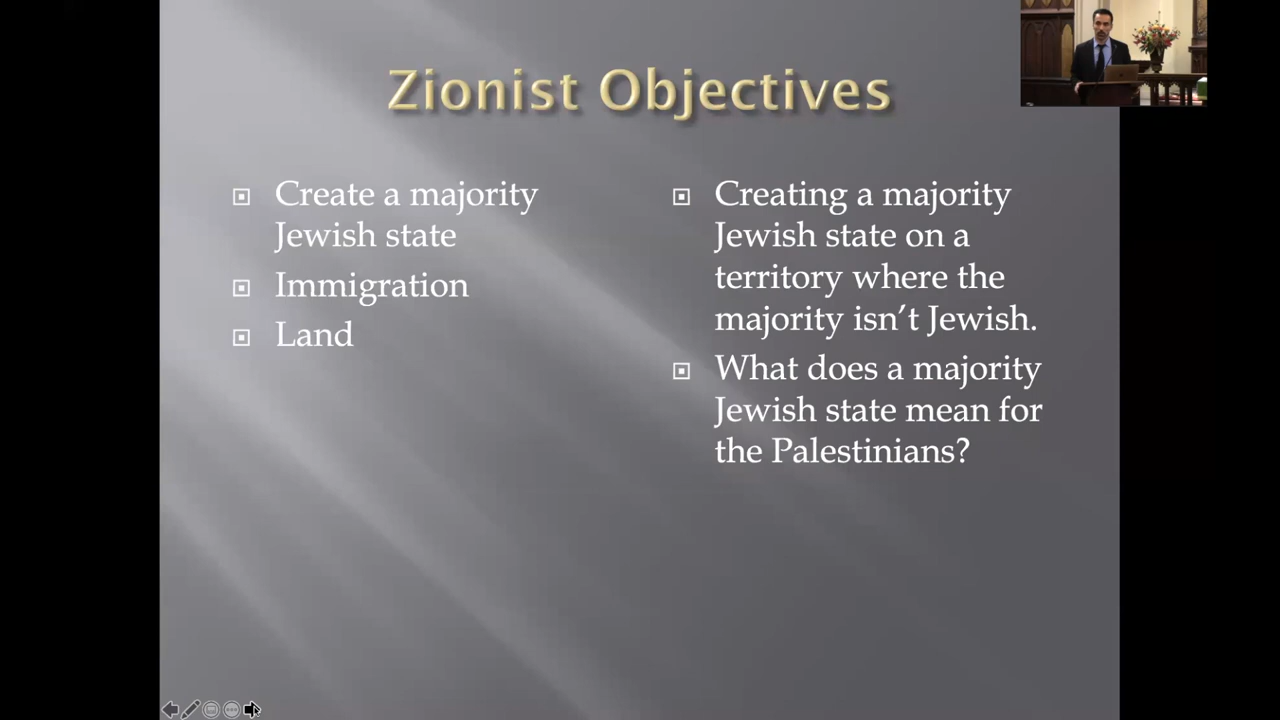 Zionist Objectives
Create a majority
Jewish state
Immigration
Land
Creating a majority
Jewish state on a
territory where the
majority isn’t Jewish.
What does a majority
Jewish state mean for
the Palestinians?